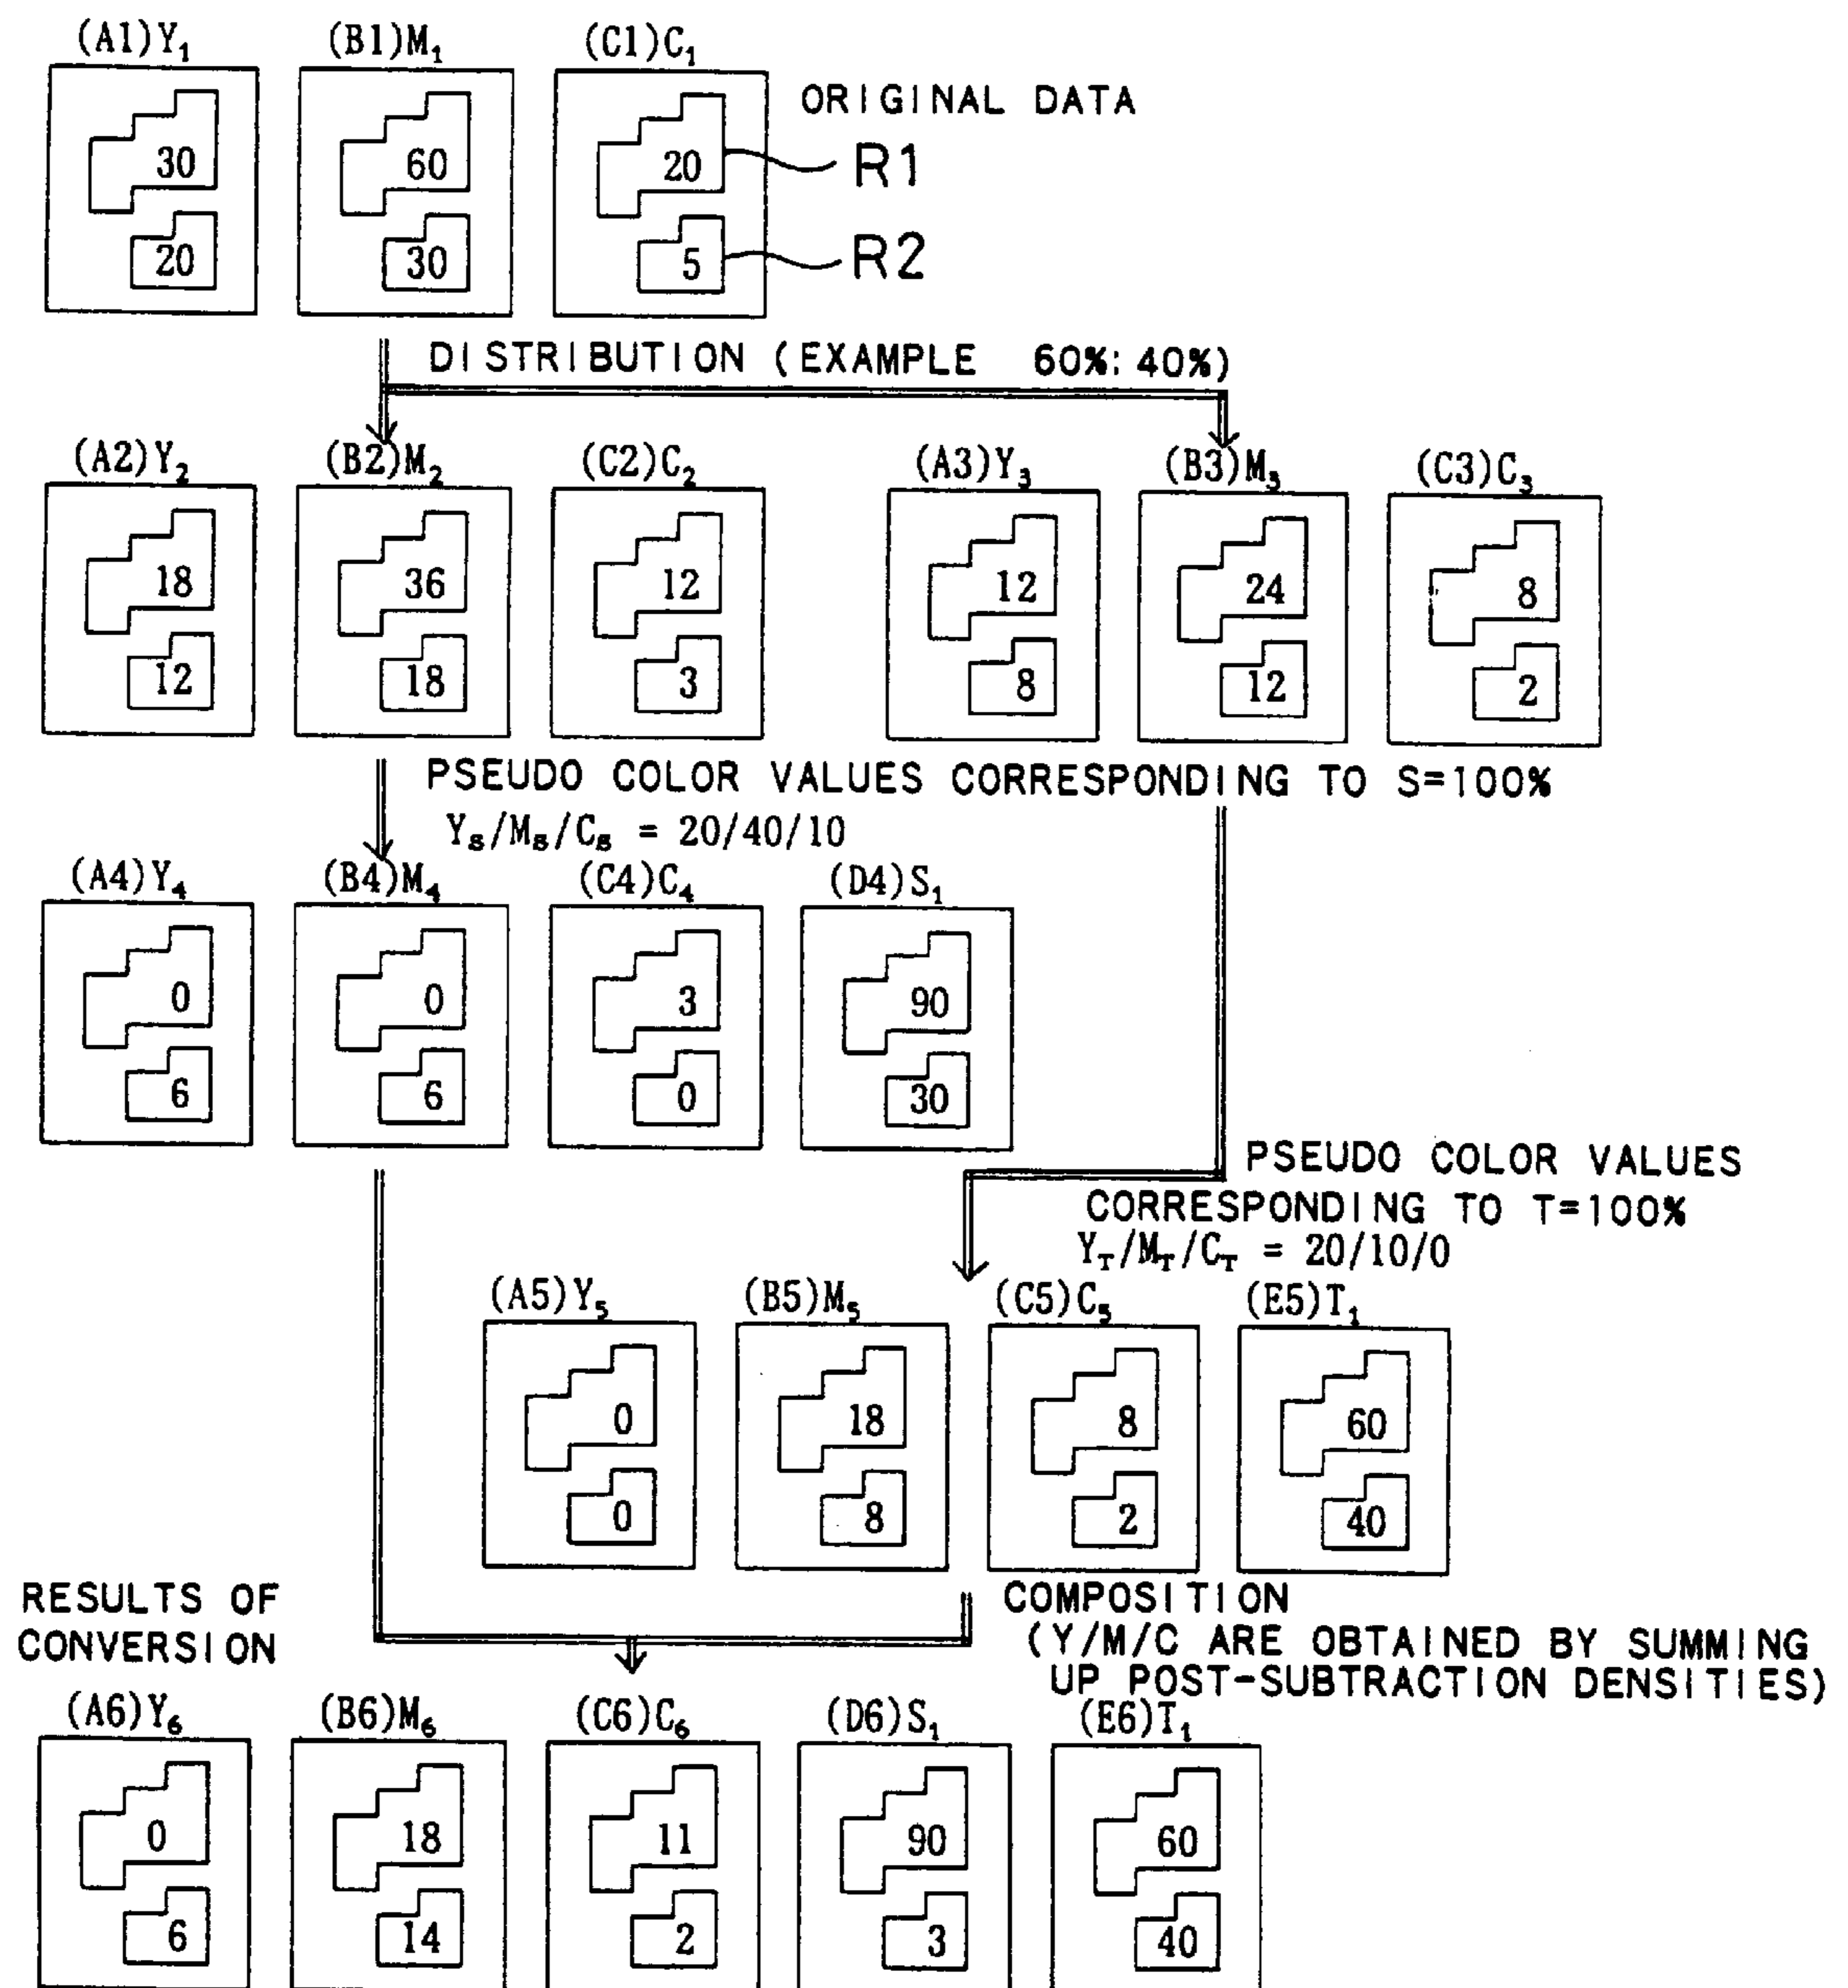 (A1)Y₁ (B1)M₁ (C1)C₁
ORIGINAL DATA
30 60 20 R1
20 30 5 R2
DISTRIBUTION (EXAMPLE 60%:40%)
(A2)Y₂ (B2)M₂ (C2)C₂ (A3)Y₃ (B3)M₃ (C3)C₃
18 36 12 12 24 8
12 18 3 8 12 2
PSEUDO COLOR VALUES CORRESPONDING TO S=100%
Yₛ/Mₛ/Cₛ = 20/40/10
(A4)Y₄ (B4)M₄ (C4)C₄ (D4)S₁
0 0 3 90
6 6 0 30
PSEUDO COLOR VALUES
CORRESPONDING TO T=100%
Y_T/M_T/C_T = 20/10/0
(A5)Y₅ (B5)M₅ (C5)C₅ (E5)T₁
0 18 8 60
0 8 2 40
RESULTS OF
CONVERSION
COMPOSITION
(Y/M/C ARE OBTAINED BY SUMMING
UP POST-SUBTRACTION DENSITIES)
(A6)Y₆ (B6)M₆ (C6)C₆ (D6)S₁ (E6)T₁
0 18 11 90 60
6 14 2 3 40